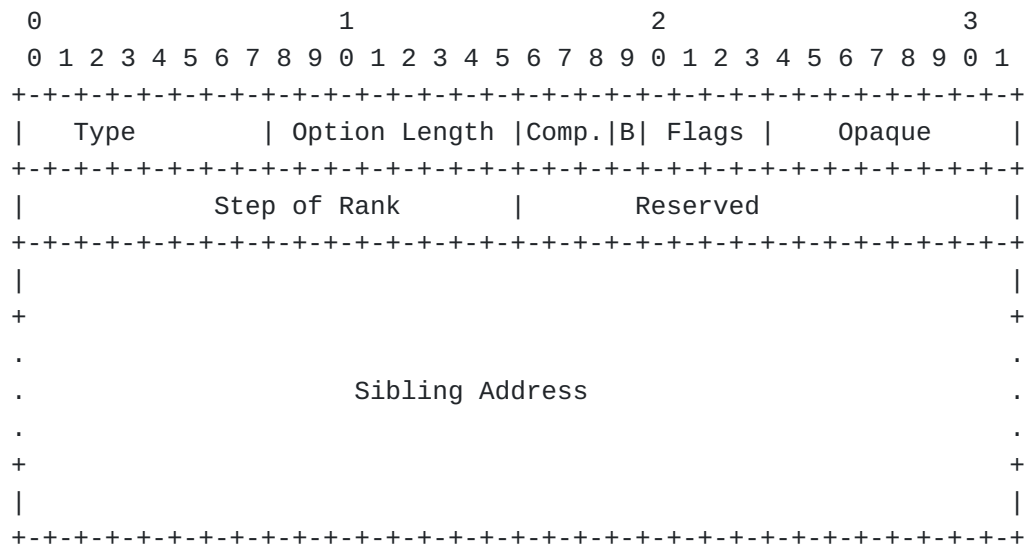 0                   1                   2                   3
 0 1 2 3 4 5 6 7 8 9 0 1 2 3 4 5 6 7 8 9 0 1 2 3 4 5 6 7 8 9 0 1
+-+-+-+-+-+-+-+-+-+-+-+-+-+-+-+-+-+-+-+-+-+-+-+-+-+-+-+-+-+-+-+-+
|   Type        | Option Length |Comp.|B| Flags |    Opaque     |
+-+-+-+-+-+-+-+-+-+-+-+-+-+-+-+-+-+-+-+-+-+-+-+-+-+-+-+-+-+-+-+-+
|            Step of Rank       |       Reserved                |
+-+-+-+-+-+-+-+-+-+-+-+-+-+-+-+-+-+-+-+-+-+-+-+-+-+-+-+-+-+-+-+-+
|                                                               |
+                                                               +
.                                                               .
.                     Sibling Address                           .
.                                                               .
+                                                               +
|                                                               |
+-+-+-+-+-+-+-+-+-+-+-+-+-+-+-+-+-+-+-+-+-+-+-+-+-+-+-+-+-+-+-+-+